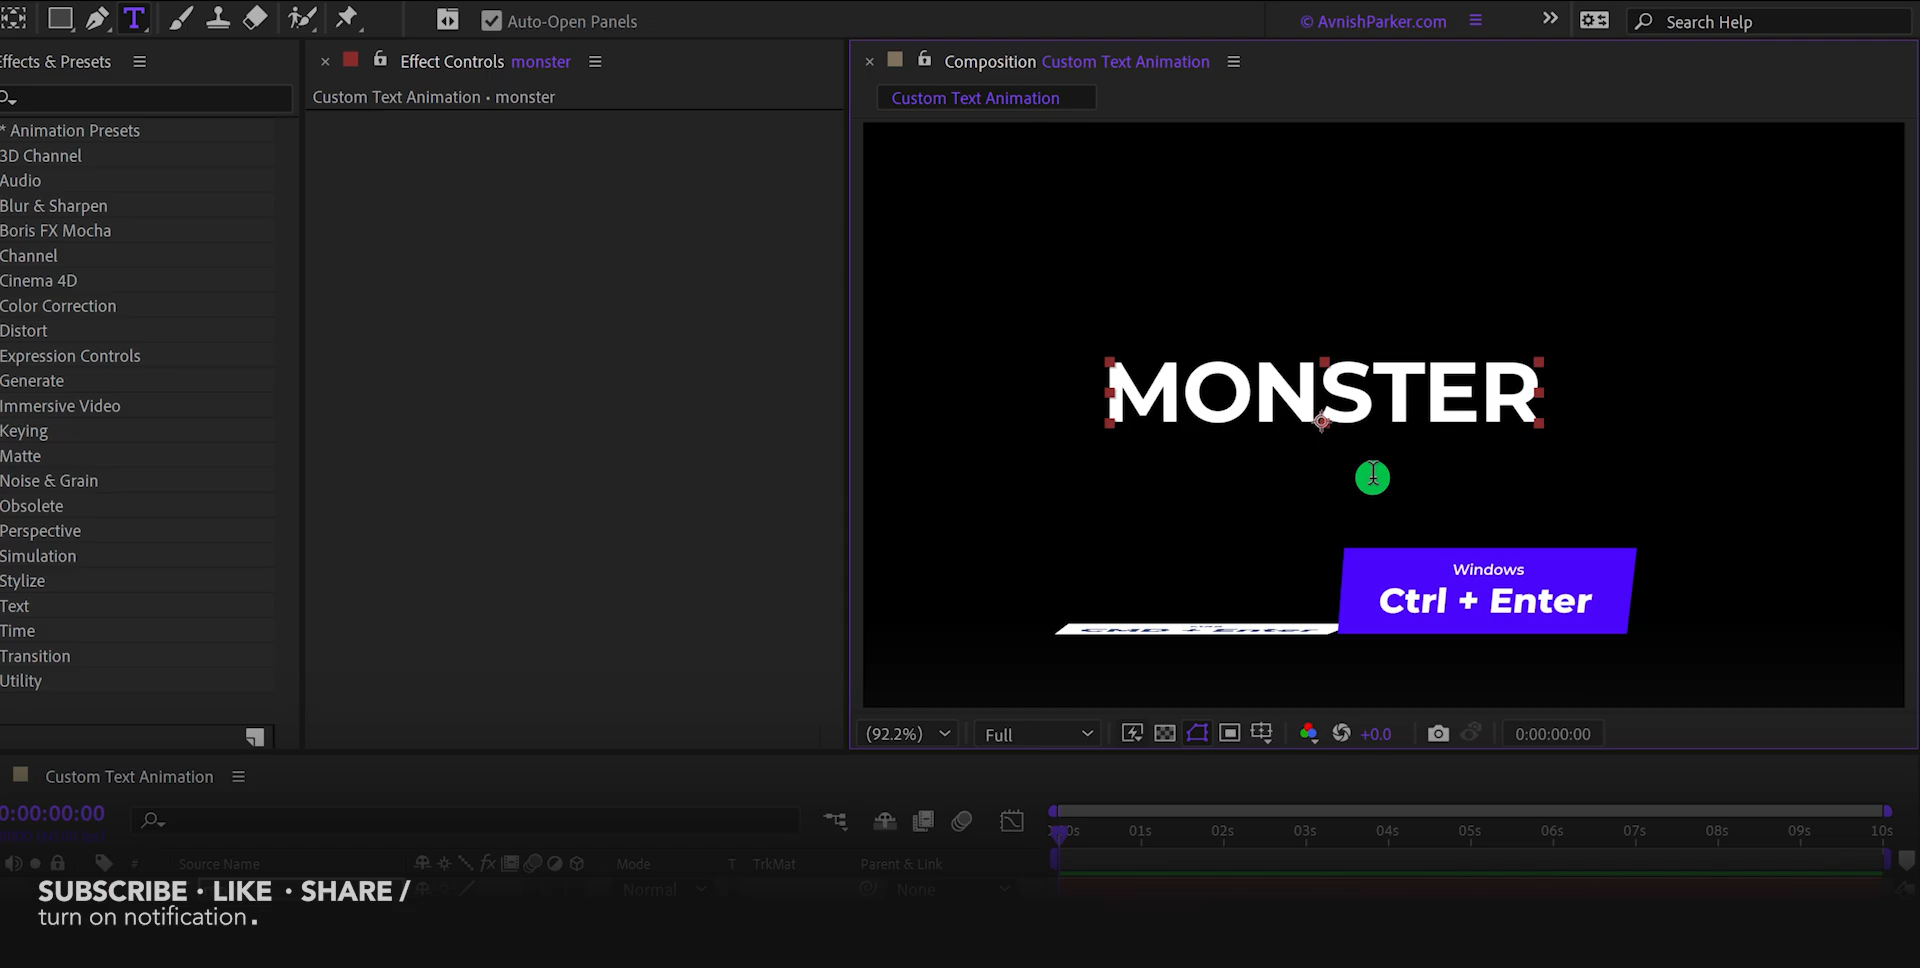 T
Auto-Open Panels
© AvnishParker.com
Search Help
Effects & Presets
* Animation Presets
3D Channel
Audio
Blur & Sharpen
Boris FX Mocha
Channel
Cinema 4D
Color Correction
Distort
Expression Controls
Generate
Immersive Video
Keying
Matte
Noise & Grain
Obsolete
Perspective
Simulation
Stylize
Text
Time
Transition
Utility
Effect Controls monster
Custom Text Animation • monster
Composition Custom Text Animation
Custom Text Animation
MONSTER
Windows
Ctrl + Enter
CMD + Enter
(92.2%)
Full
+0.0
0:00:00:00
Custom Text Animation
0:00:00:00
01s 02s 03s 04s 05s 06s 07s 08s 09s 10s
# Source Name fx Mode T TrkMat Parent & Link
Normal None
SUBSCRIBE · LIKE · SHARE /
turn on notification.